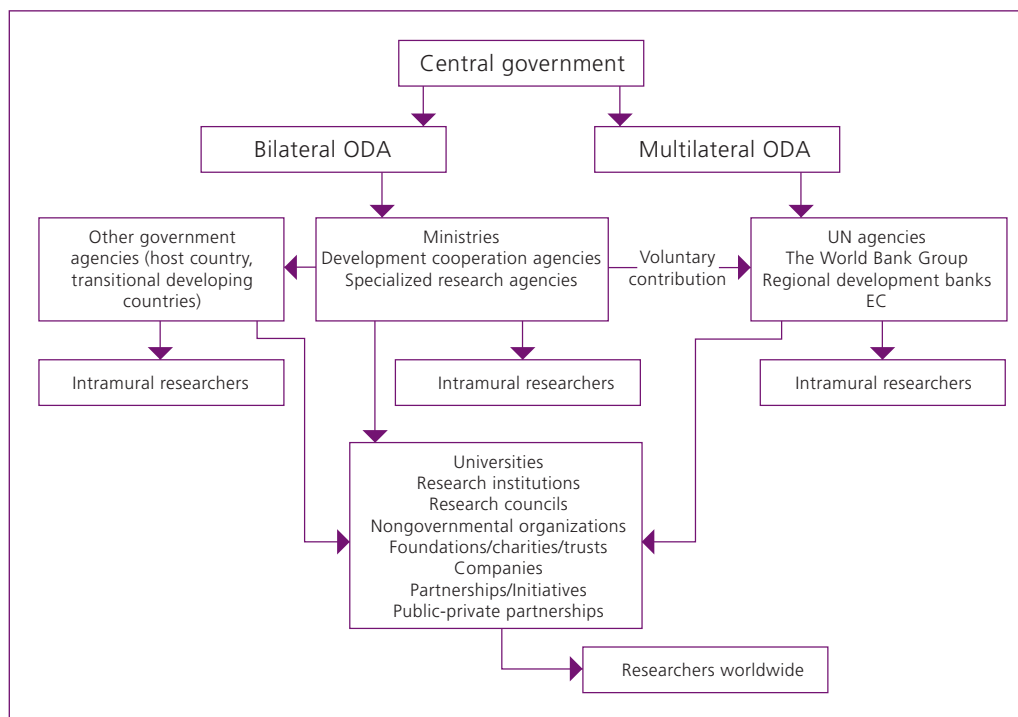 Central government
Bilateral ODA
Multilateral ODA
Other government
agencies (host country,
transitional developing
countries)
Ministries
Development cooperation agencies
Specialized research agencies
Voluntary
contribution
UN agencies
The World Bank Group
Regional development banks
EC
Intramural researchers
Intramural researchers
Intramural researchers
Universities
Research institutions
Research councils
Nongovernmental organizations
Foundations/charities/trusts
Companies
Partnerships/Initiatives
Public-private partnerships
Researchers worldwide